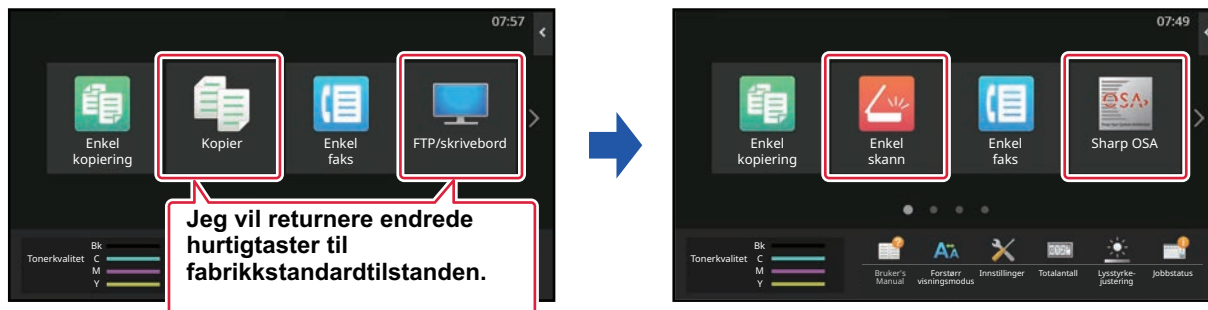 07:57
Enkel
kopiering
Kopier
Enkel
faks
FTP/skrivebord
Jeg vil returnere endrede
hurtigtaster til
fabrikkstandardtilstanden.
Tonerkvalitet
Bk
C
M
Y
07:49
Enkel
kopiering
Enkel
skann
Enkel
faks
OSA
Sharp OSA
Tonerkvalitet
Bk
C
M
Y
Bruker's
Manual
Forstørr
visningsmodus
Innstillinger
Totalantall
Lysstyrke-
justering
Jobbstatus